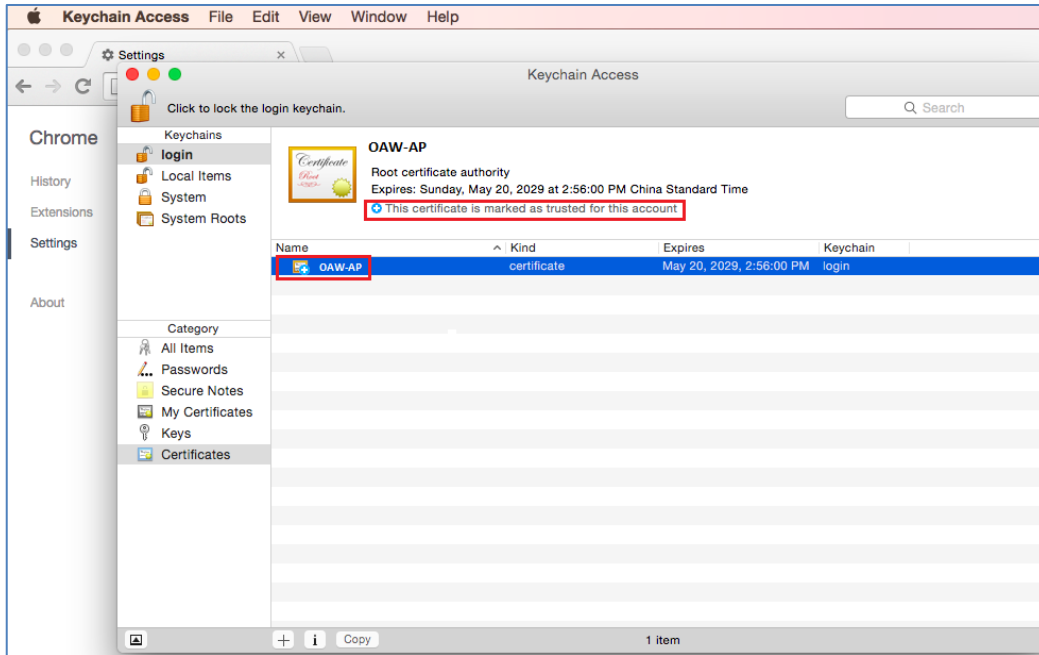 Keychain Access File Edit View Window Help
Settings ×
Keychain Access
Click to lock the login keychain.
Search
Chrome
History
Extensions
Settings
About
Keychains
login
Local Items
System
System Roots
Category
All Items
Passwords
Secure Notes
My Certificates
Keys
Certificates
Certificate
Root
OAW-AP
Root certificate authority
Expires: Sunday, May 20, 2029 at 2:56:00 PM China Standard Time
This certificate is marked as trusted for this account
Name Kind Expires Keychain
OAW-AP certificate May 20, 2029, 2:56:00 PM login
+ i Copy 1 item